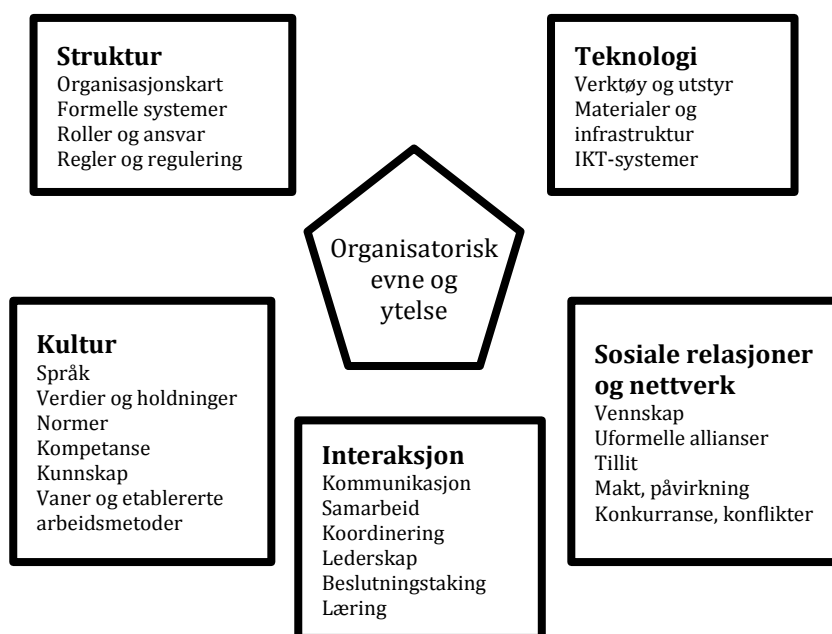 Struktur
Organisasjonskart
Formelle systemer
Roller og ansvar
Regler og regulering
Teknologi
Verktøy og utstyr
Materialer og
infrastruktur
IKT-systemer
Organisatorisk
evne og
ytelse
Kultur
Språk
Verdier og holdninger
Normer
Kompetanse
Kunnskap
Vaner og etablererte
arbeidsmetoder
Interaksjon
Kommunikasjon
Samarbeid
Koordinering
Lederskap
Beslutningstaking
Læring
Sosiale relasjoner
og nettverk
Vennskap
Uformelle allianser
Tillit
Makt, påvirkning
Konkurranse, konflikter